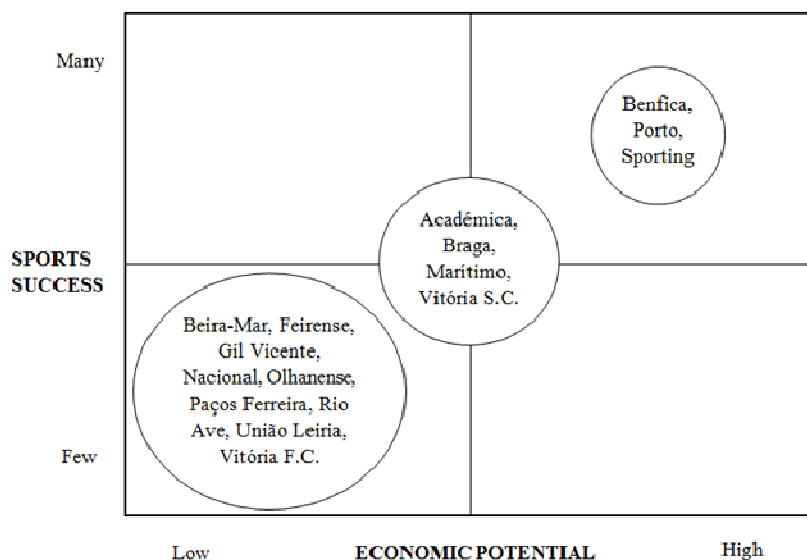 Many
Benfica,
Porto,
Sporting
Académica,
Braga,
Marítimo,
Vitória S.C.
SPORTS
SUCCESS
Beira-Mar, Feirense,
Gil Vicente,
Nacional, Olhanense,
Paços Ferreira, Rio
Ave, União Leiria,
Vitória F.C.
Few
Low ECONOMIC POTENTIAL High